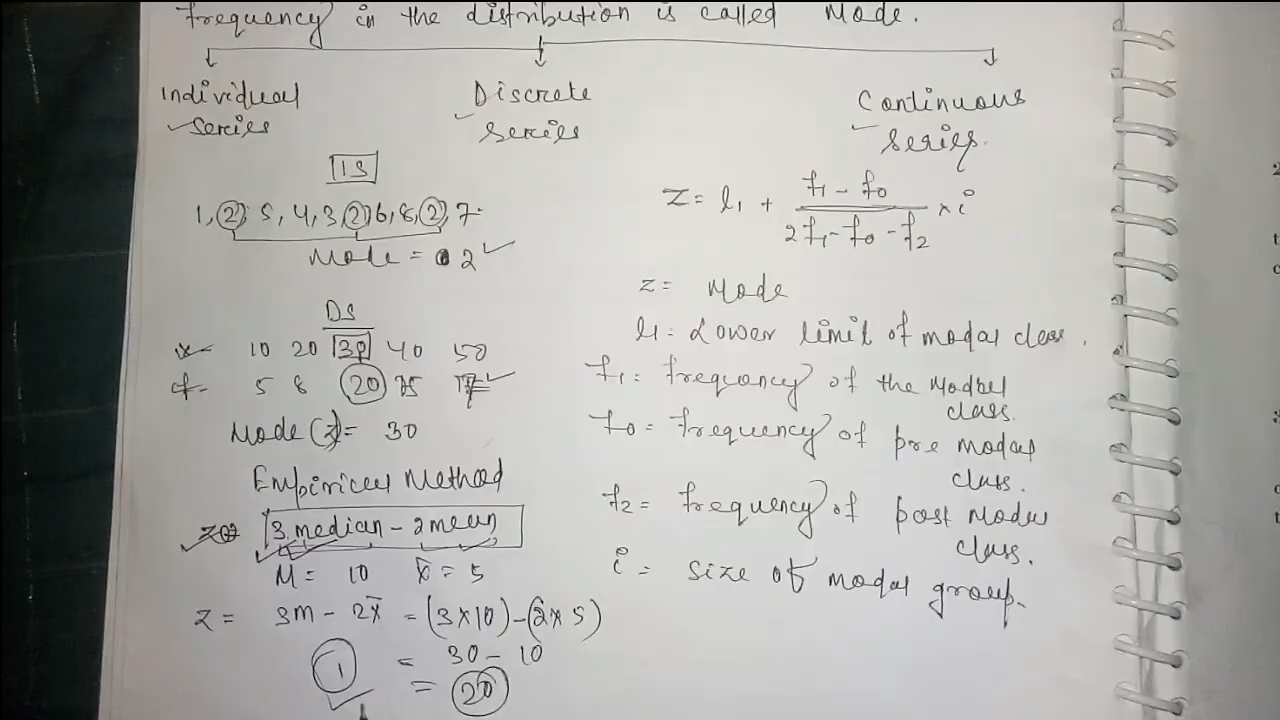 frequency in the distribution is called Mode.
Individual Series
Discrete Series
Continuous Series.
IS
1, 2, 5, 4, 3, 2, 6, 8, 2, 7.
Mode = 2
DS
x 10 20 30 40 50
f 5 8 20 15
Mode (z) = 30
Empirical Method
3 median - 2 mean
M = 10 x̄ = 5
z = 3M - 2x̄ = (3×10) - (2×5)
= 30 - 10
= 20
1
Z = l₁ + (f₁ - f₀)/(2f₁ - f₀ - f₂) × i
z = Mode
l₁ = Lower limit of modal class.
f₁ = frequency of the Modal class.
f₀ = frequency of pre modal class.
f₂ = frequency of post Modal class.
i = size of modal group.